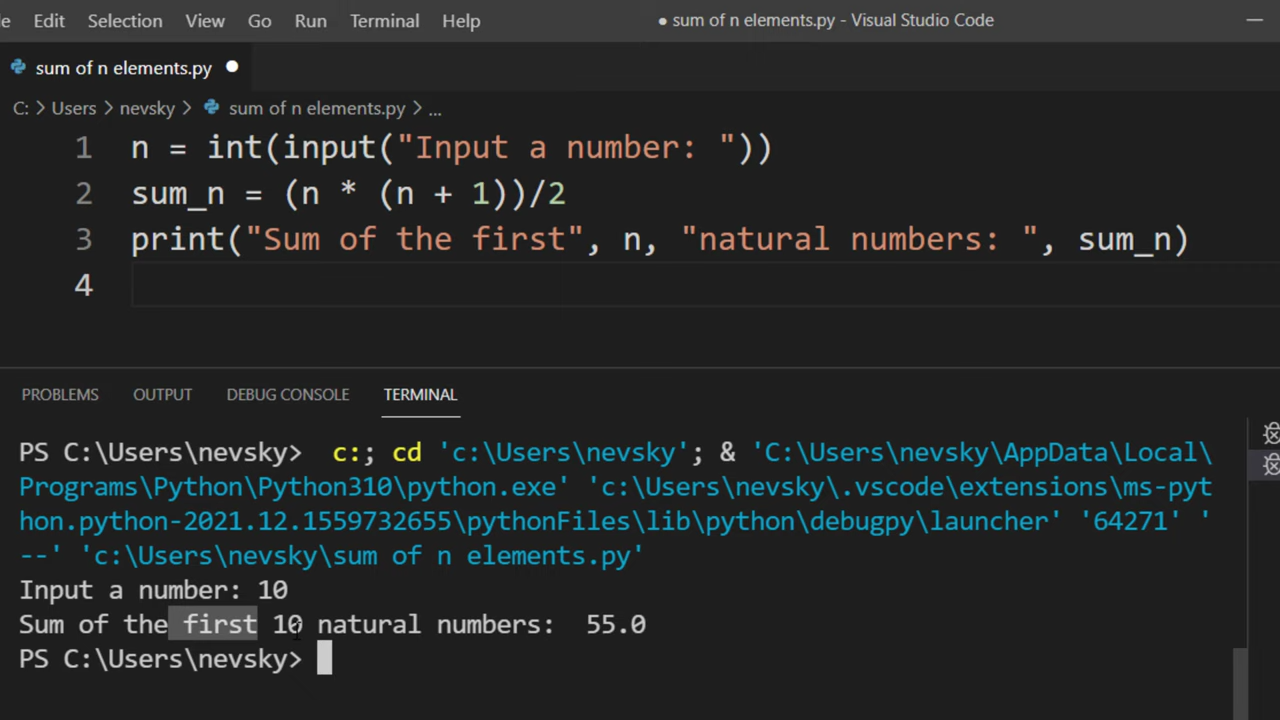 e Edit Selection View Go Run Terminal Help ● sum of n elements.py - Visual Studio Code
sum of n elements.py ●
C: > Users > nevsky > sum of n elements.py > ...
1 n = int(input("Input a number: "))
2 sum_n = (n * (n + 1))/2
3 print("Sum of the first", n, "natural numbers: ", sum_n)
4
PROBLEMS OUTPUT DEBUG CONSOLE TERMINAL
PS C:\Users\nevsky>  c:; cd 'c:\Users\nevsky'; & 'C:\Users\nevsky\AppData\Local\
Programs\Python\Python310\python.exe' 'c:\Users\nevsky\.vscode\extensions\ms-pyt
hon.python-2021.12.1559732655\pythonFiles\lib\python\debugpy\launcher' '64271' '
--' 'c:\Users\nevsky\sum of n elements.py'
Input a number: 10
Sum of the first 10 natural numbers:  55.0
PS C:\Users\nevsky>